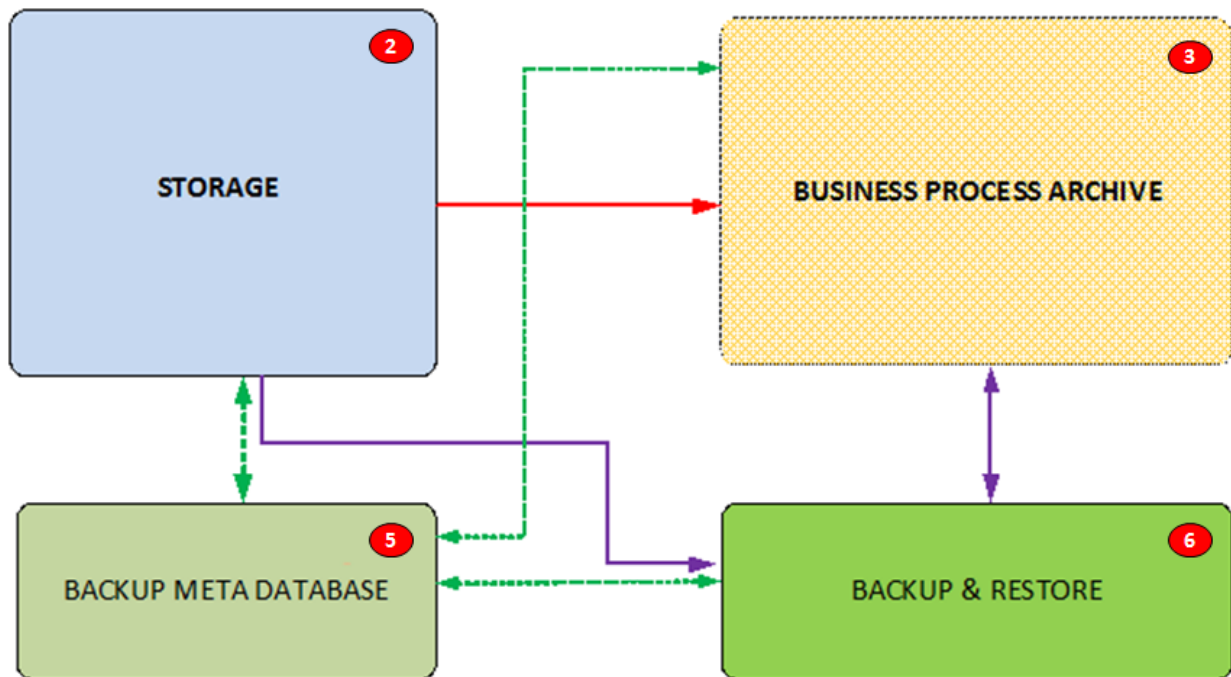 2
3
STORAGE
BUSINESS PROCESS ARCHIVE
5
6
BACKUP META DATABASE
BACKUP & RESTORE